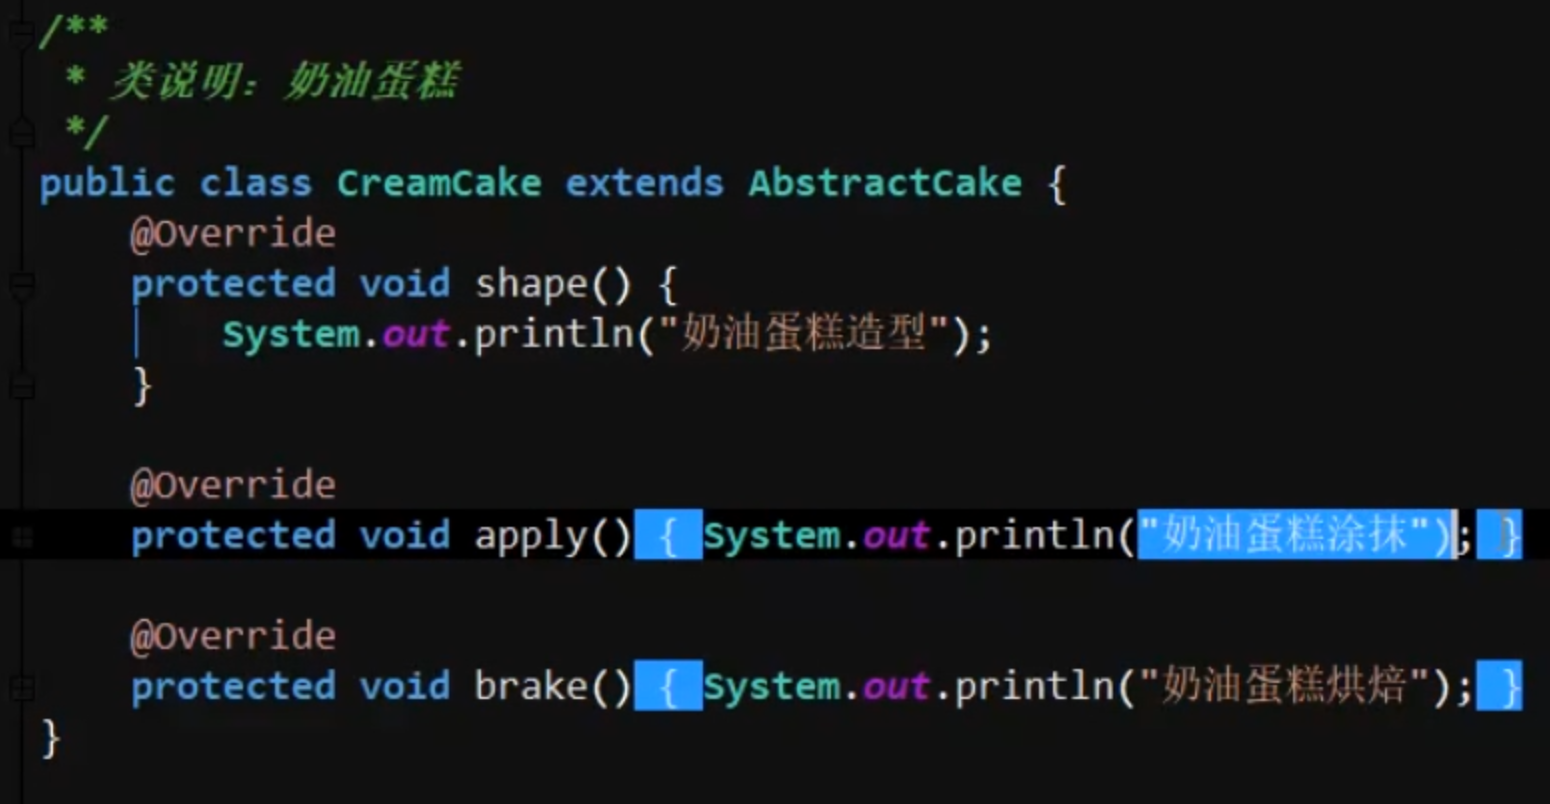 /**
 * 类说明：奶油蛋糕
 */
public class CreamCake extends AbstractCake {
    @Override
    protected void shape() {
        System.out.println("奶油蛋糕造型");
    }
    @Override
    protected void apply() { System.out.println("奶油蛋糕涂抹"); }
    @Override
    protected void brake() { System.out.println("奶油蛋糕烘焙"); }
}